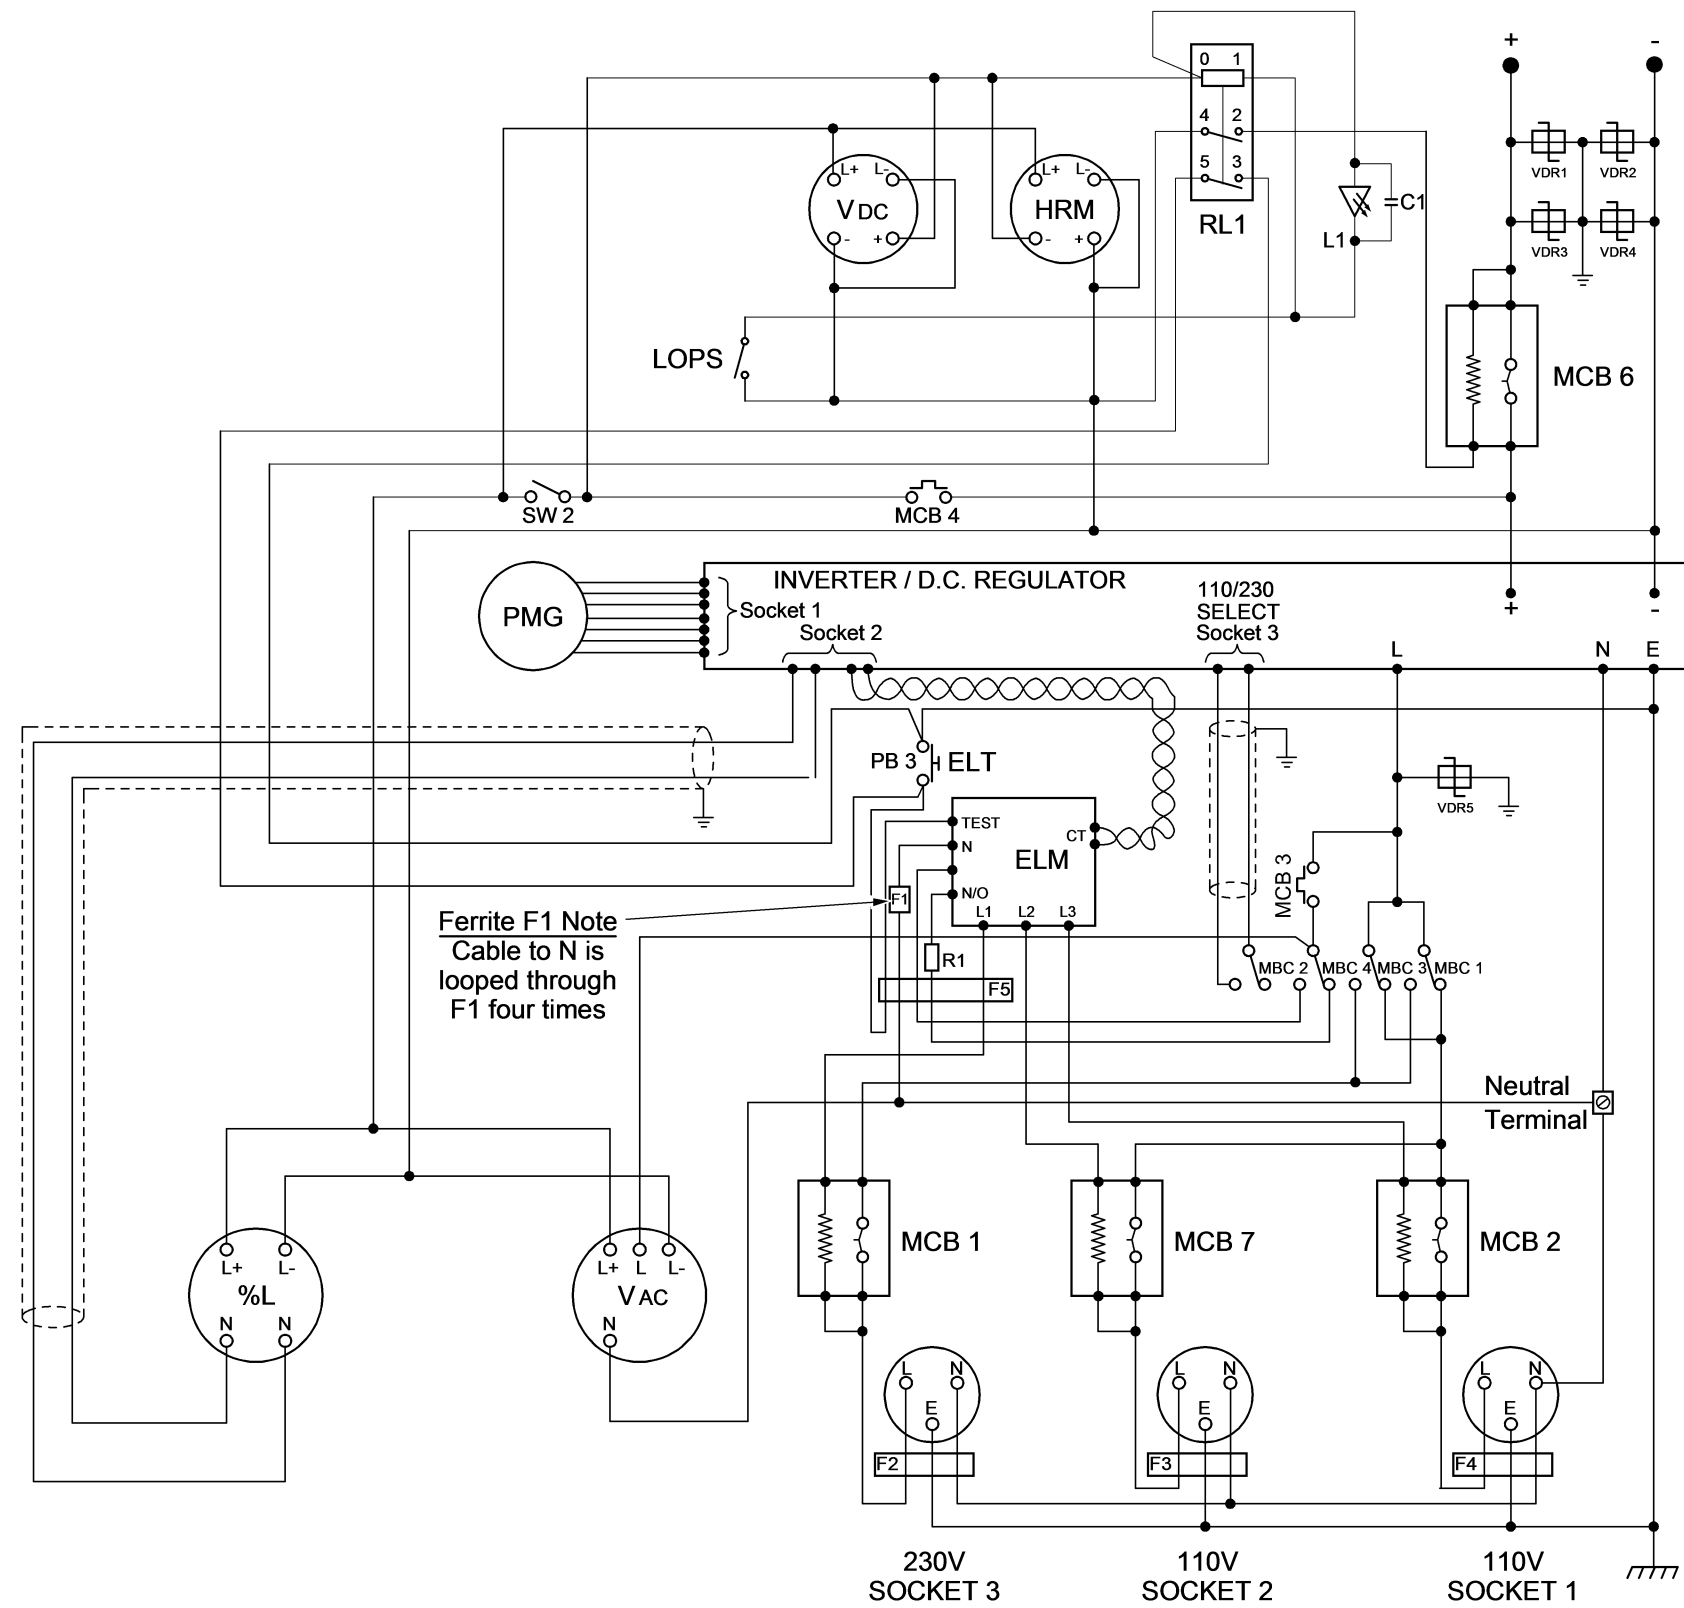 + -
0 1
4 2
5 3
RL1
L+ L-
VDC
- +
L+ L-
HRM
- +
C1
L1
VDR1 VDR2
VDR3 VDR4
LOPS
MCB 6
SW 2
MCB 4
INVERTER / D.C. REGULATOR
PMG
Socket 1
Socket 2
110/230
SELECT
Socket 3
+ -
L N E
PB 3
ELT
VDR5
TEST
N
N/O
CT
ELM
L1 L2 L3
MCB 3
F1
Ferrite F1 Note
Cable to N is
looped through
F1 four times
R1
F5
MBC 2 MBC 4 MBC 3 MBC 1
Neutral
Terminal
L+ L-
%L
N N
L+ L L-
VAC
N
MCB 1
MCB 7
MCB 2
L N
E
F2
L N
E
F3
L N
E
F4
230V
SOCKET 3
110V
SOCKET 2
110V
SOCKET 1